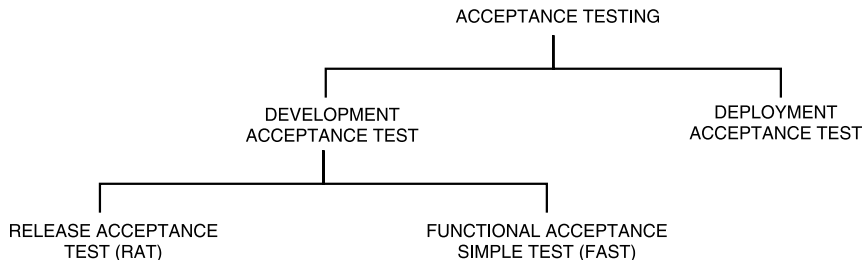 ACCEPTANCE TESTING
DEVELOPMENT
ACCEPTANCE TEST
DEPLOYMENT
ACCEPTANCE TEST
RELEASE ACCEPTANCE
TEST (RAT)
FUNCTIONAL ACCEPTANCE
SIMPLE TEST (FAST)